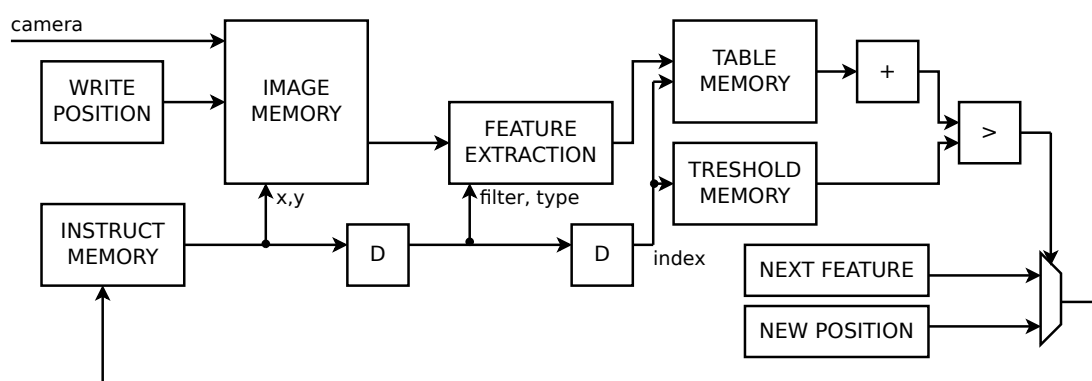 camera
WRITE
POSITION
IMAGE
MEMORY
FEATURE
EXTRACTION
TABLE
MEMORY
+
>
TRESHOLD
MEMORY
x,y
filter, type
INSTRUCT
MEMORY
D
D
index
NEXT FEATURE
NEW POSITION